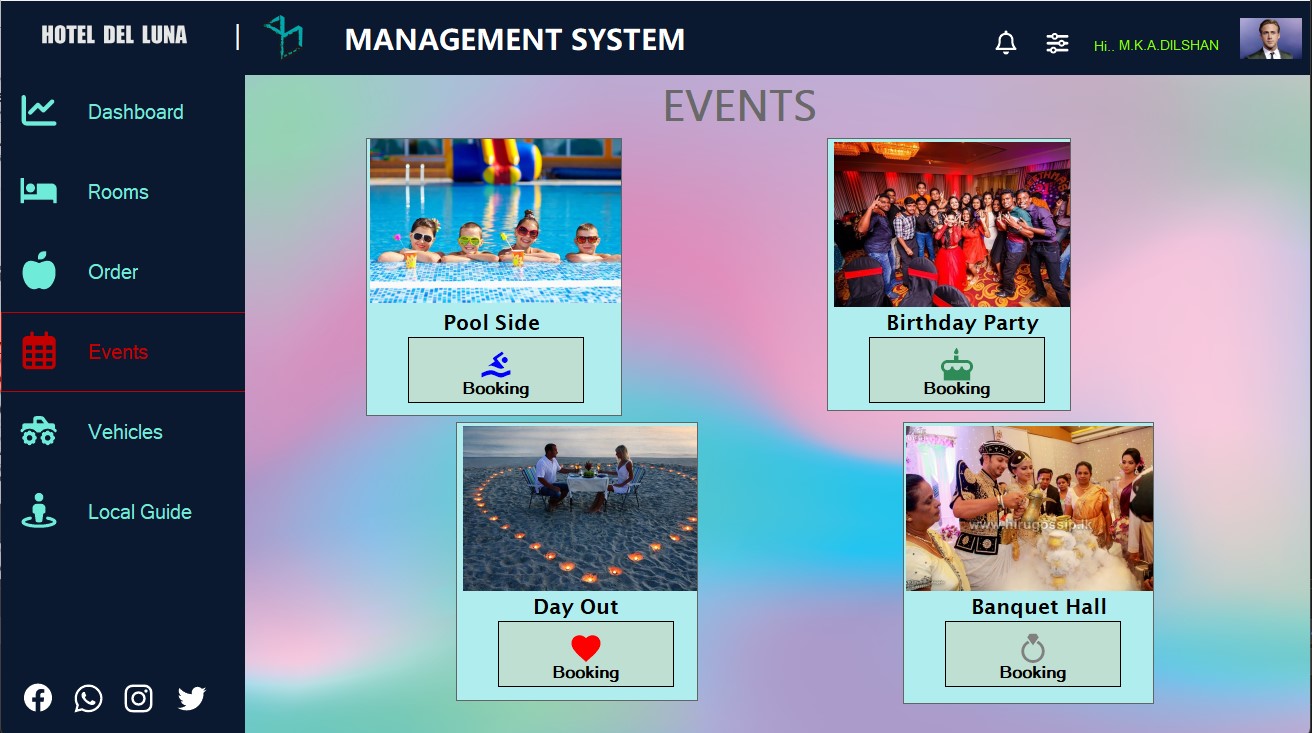 HOTEL DEL LUNA
|
MANAGEMENT SYSTEM
Hi.. M.K.A.DILSHAN
Dashboard
Rooms
Order
Events
Vehicles
Local Guide
EVENTS
Pool Side
Booking
Birthday Party
Booking
Day Out
Booking
www.hirugossip.lk
Banquet Hall
Booking